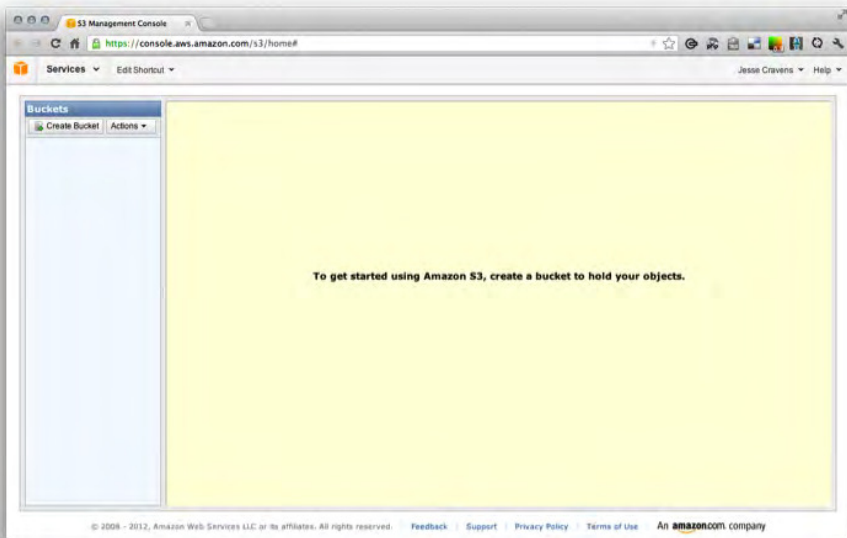 S3 Management Console
https://console.aws.amazon.com/s3/home#
Services Edit Shortcut Jesse Cravens Help
Buckets
Create Bucket Actions
To get started using Amazon S3, create a bucket to hold your objects.
© 2008 - 2012, Amazon Web Services LLC or its affiliates. All rights reserved. Feedback Support Privacy Policy Terms of Use An amazon.com. company